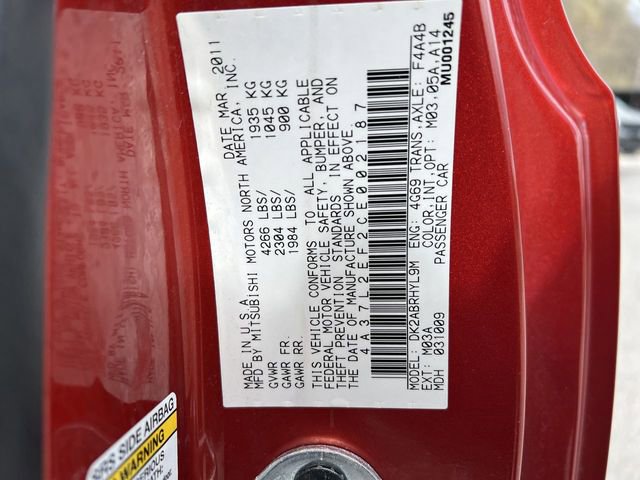 MADE IN U.S.A. DATE MAR, 2011
MFD BY MITSUBISHI MOTORS NORTH AMERICA, INC.
GVWR 4266 LBS/ 1935 KG
GAWR FR. 2304 LBS/ 1045 KG
GAWR RR. 1984 LBS/ 900 KG
THIS VEHICLE CONFORMS TO ALL APPLICABLE
FEDERAL MOTOR VEHICLE SAFETY, BUMPER, AND
THEFT PREVENTION STANDARDS IN EFFECT ON
THE DATE OF MANUFACTURE SHOWN ABOVE
4A37L2EF2CE002187
MODEL: DK2ABRHYL9M ENG: 4G69 TRANS,AXLE: F4A4B
EXT: M03A COLOR,INT,OPT: M03,05A,A14
MDH 031009 PASSENGER CAR MU001245
SRS SIDE AIRBAG
WARNING
SERIOUS